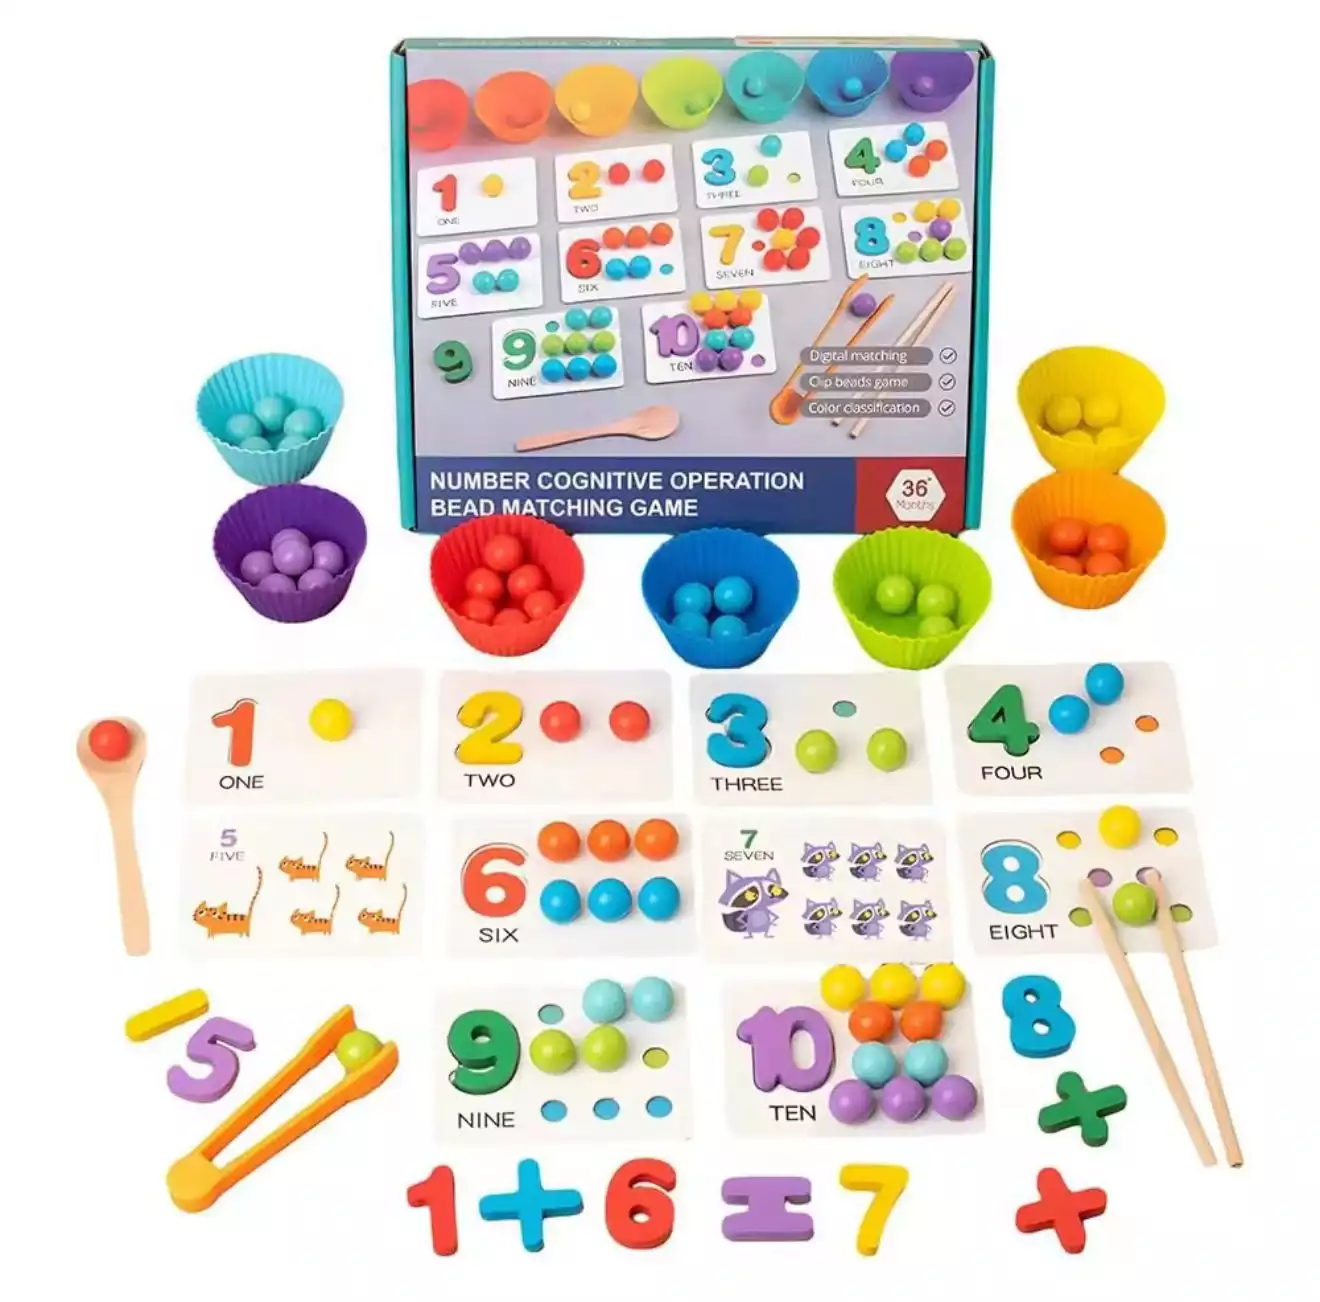 1
ONE
2
TWO
3
THREE
4
FOUR
5
FIVE
6
SIX
7
SEVEN
8
EIGHT
9
9
NINE
10
TEN
Digital matching
Clip beads game
Color classification
NUMBER COGNITIVE OPERATION
BEAD MATCHING GAME
36+
Months
1
ONE
2
TWO
3
THREE
4
FOUR
5
FIVE
6
SIX
7
SEVEN
8
EIGHT
9
NINE
10
TEN
8
- 5
×
1 + 6 = 7
×